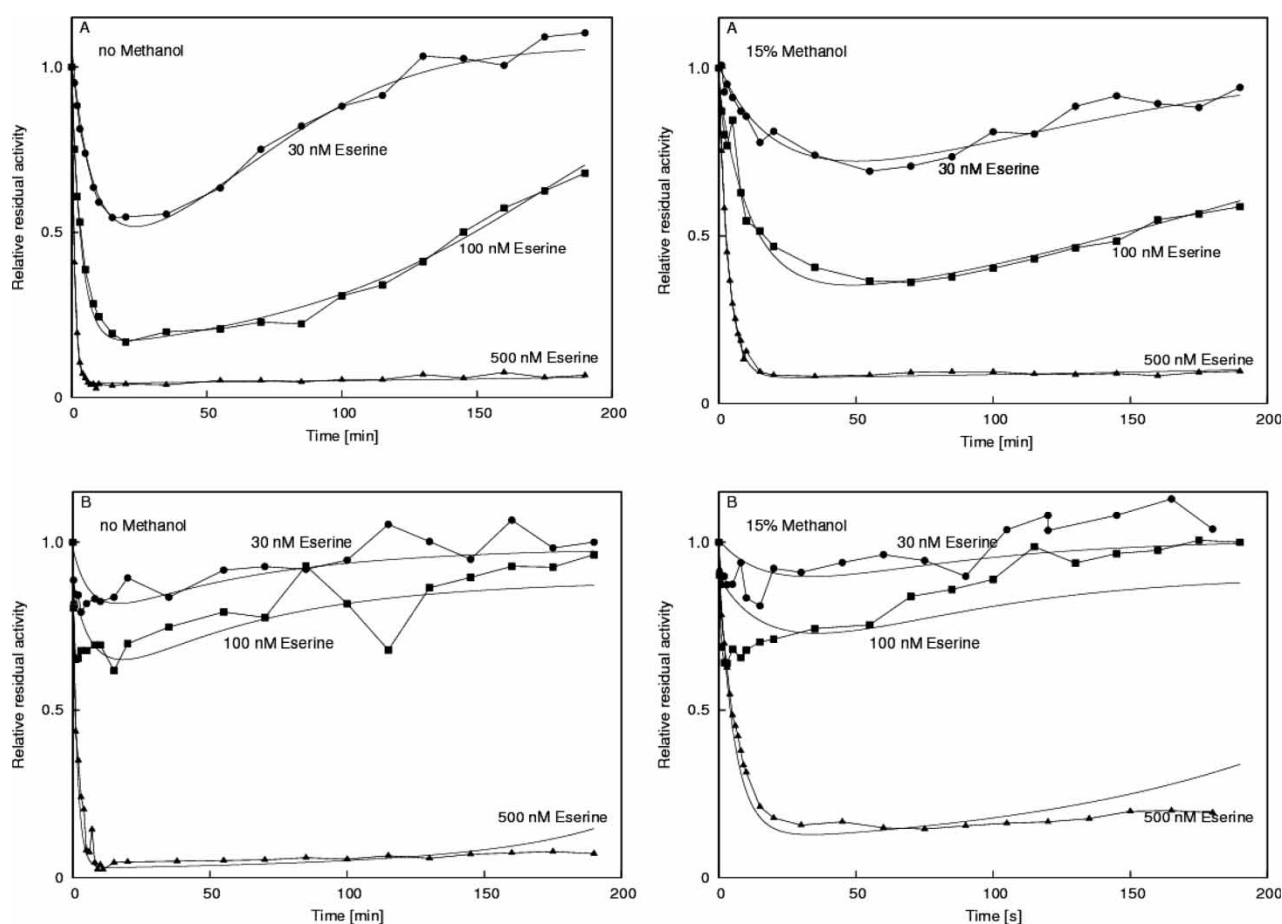 A
no Methanol
1.0
0.5
0
Relative residual activity
30 nM Eserine
100 nM Eserine
500 nM Eserine
0 50 100 150 200
Time [min]
A
15% Methanol
1.0
0.5
0
Relative residual activity
30 nM Eserine
100 nM Eserine
500 nM Eserine
0 50 100 150 200
Time [min]
B
no Methanol
1.0
0.5
0
Relative residual activity
30 nM Eserine
100 nM Eserine
500 nM Eserine
0 50 100 150 200
Time [min]
B
15% Methanol
1.0
0.5
0
Relative residual activity
30 nM Eserine
100 nM Eserine
500 nM Eserine
0 50 100 150 200
Time [s]